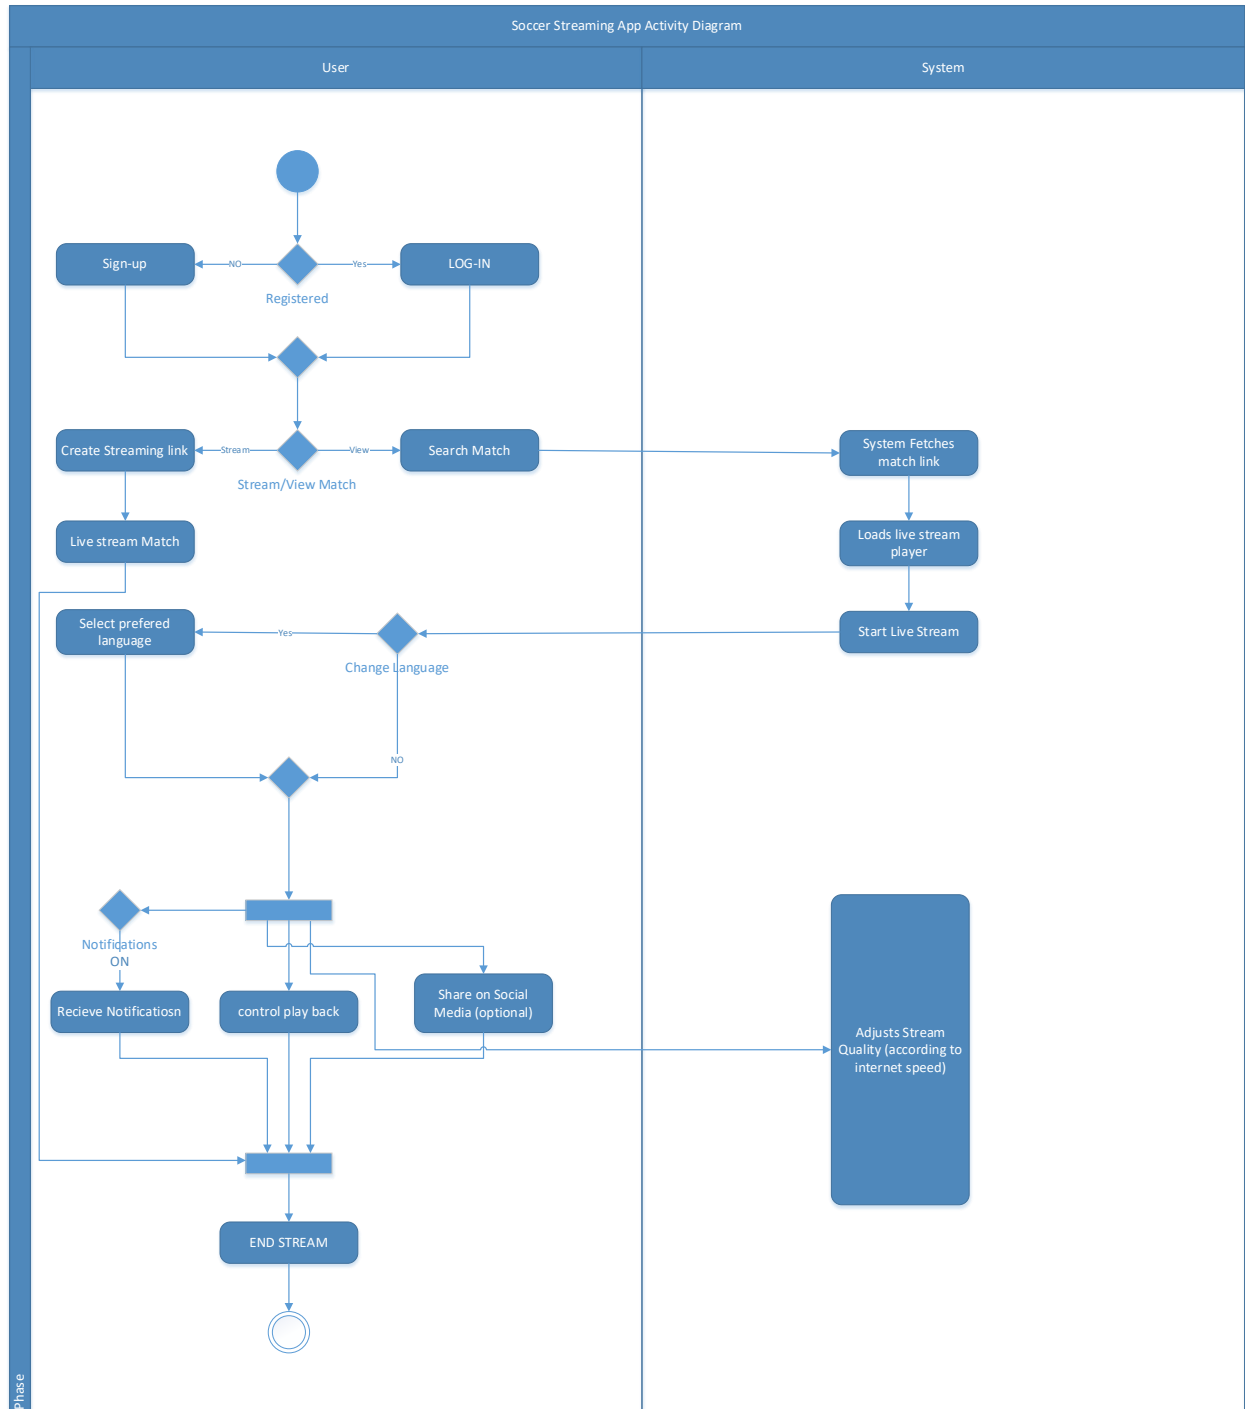 Soccer Streaming App Activity Diagram
User
System
Sign-up
NO
Yes
LOG-IN
Registered
Create Streaming link
Stream
View
Search Match
Stream/View Match
System Fetches
match link
Live stream Match
Loads live stream
player
Select prefered
language
Yes
Change Language
Start Live Stream
NO
Notifications
ON
Recieve Notificatiosn
control play back
Share on Social
Media (optional)
Adjusts Stream
Quality (according to
internet speed)
END STREAM
Phase